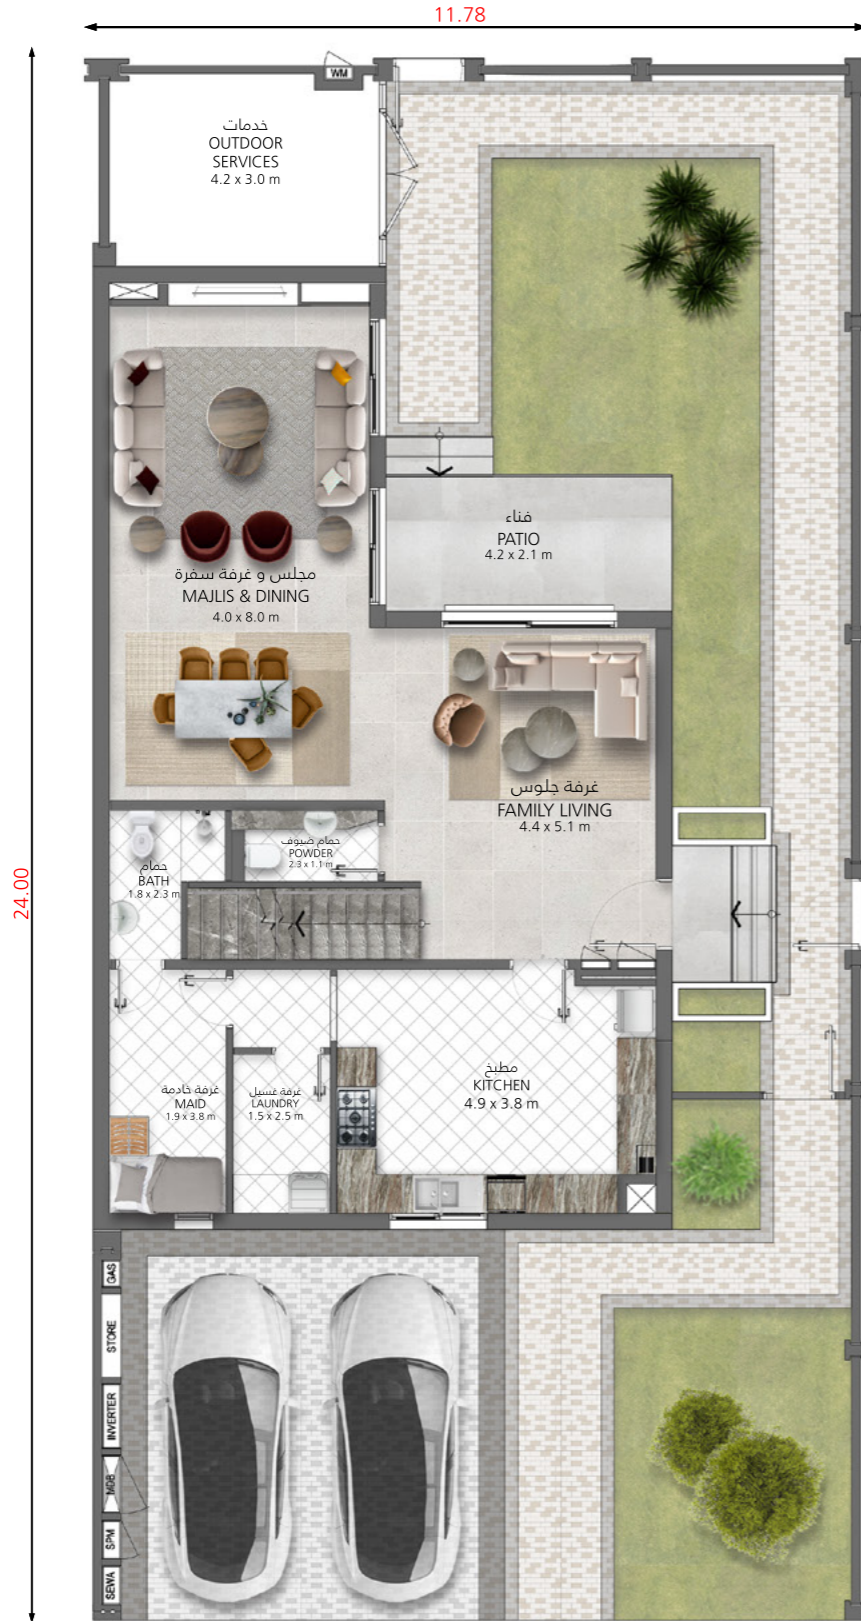 11.78
WM
خدمات
OUTDOOR
SERVICES
4.2 x 3.0 m
فناء
PATIO
4.2 x 2.1 m
مجلس و غرفة سفرة
MAJLIS & DINING
4.0 x 8.0 m
غرفة جلوس
FAMILY LIVING
4.4 x 5.1 m
حمام ضيوف
POWDER
2.3 x 1.1 m
حمام
BATH
1.8 x 2.3 m
24.00
مطبخ
KITCHEN
4.9 x 3.8 m
غرفة خادمة
MAID
1.9 x 3.8 m
غرفة غسيل
LAUNDRY
1.5 x 2.5 m
GAS
STORE
INVERTER
MDB
SPM
SEWA